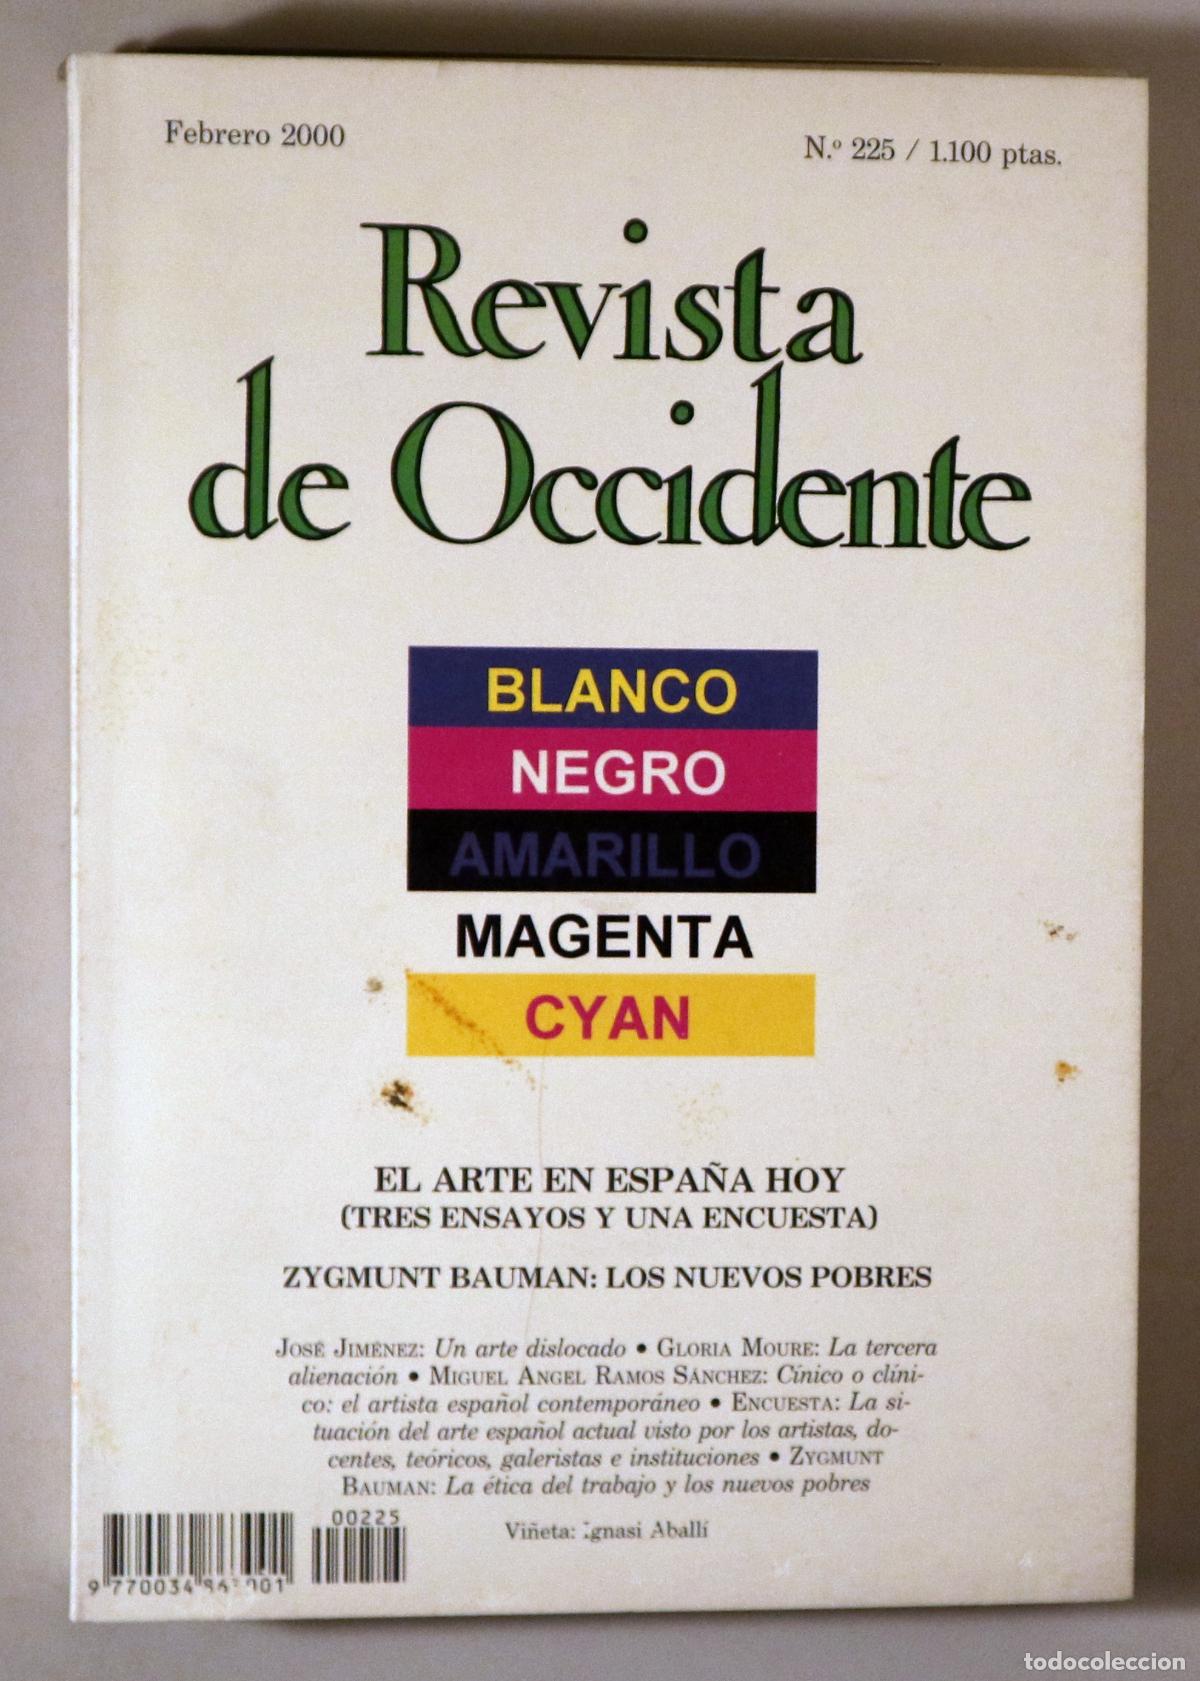 Febrero 2000
N.º 225 / 1.100 ptas.
Revista
de Occidente
BLANCO
NEGRO
AMARILLO
MAGENTA
CYAN
EL ARTE EN ESPAÑA HOY
(TRES ENSAYOS Y UNA ENCUESTA)
ZYGMUNT BAUMAN: LOS NUEVOS POBRES
JOSÉ JIMÉNEZ: Un arte dislocado • GLORIA MOURE: La tercera
alienación • MIGUEL ANGEL RAMOS SÁNCHEZ: Cínico o clíni-
co: el artista español contemporáneo • ENCUESTA: La si-
tuación del arte español actual visto por los artistas, do-
centes, teóricos, galeristas e instituciones • ZYGMUNT
BAUMAN: La ética del trabajo y los nuevos pobres
Viñeta: Ignasi Aballí
00225
9 770034 863001
todocoleccion